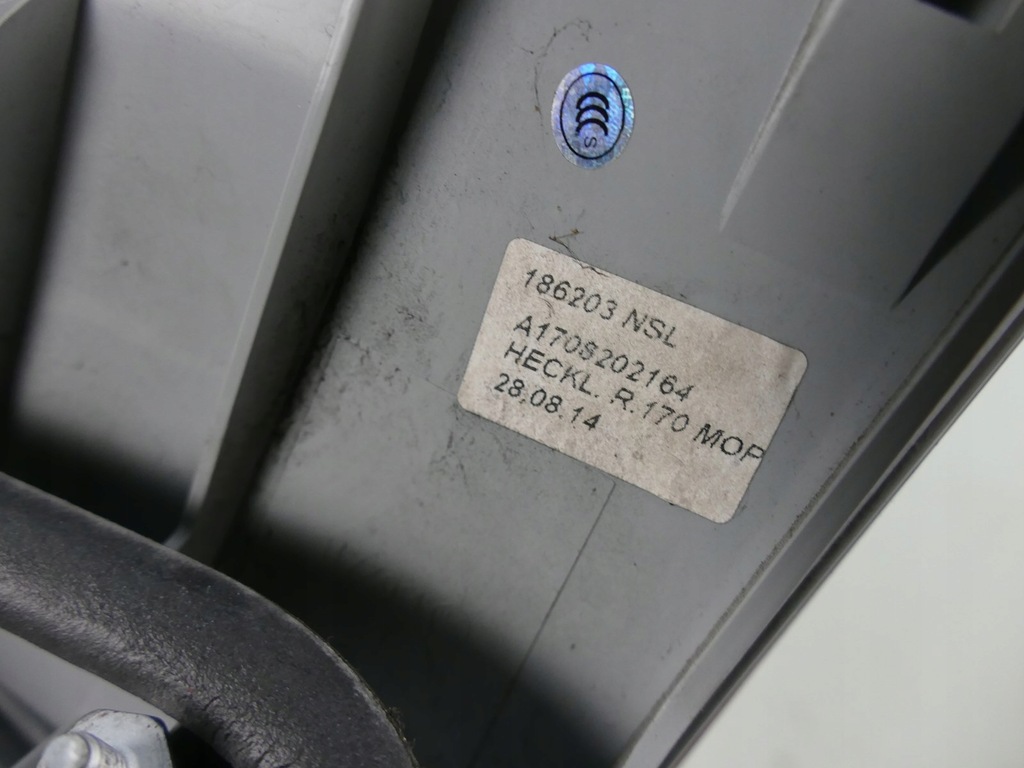 S
186203 NSL
A1708202164
HECKL. R.170 MOP
28.08.14